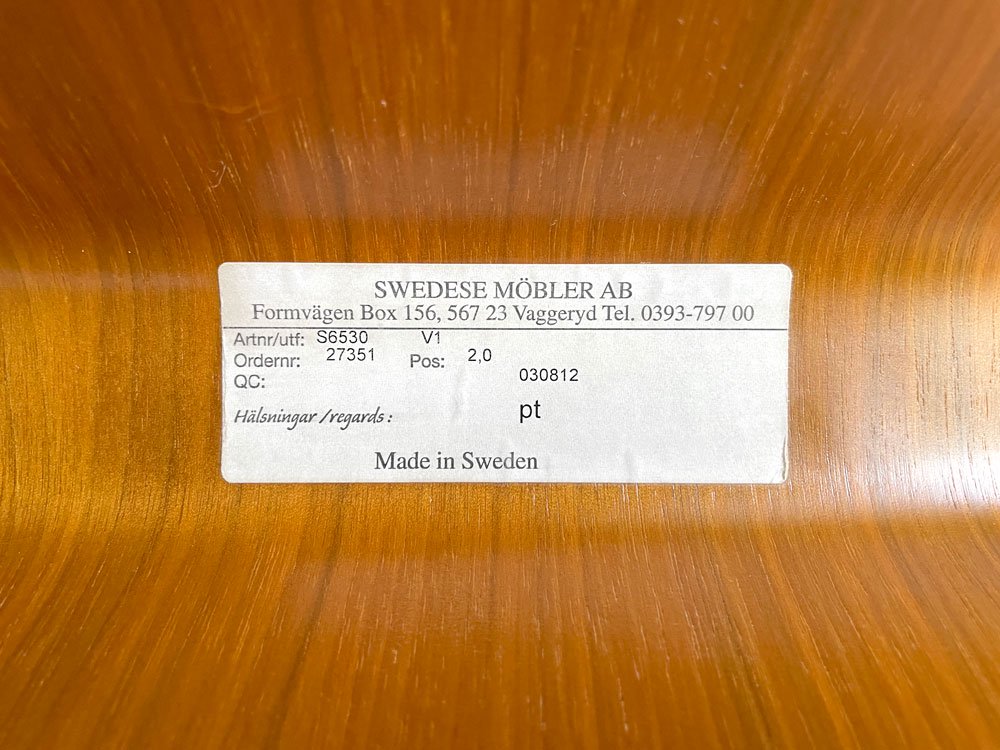 SWEDESE MÖBLER AB
Formvägen Box 156, 567 23 Vaggeryd Tel. 0393-797 00
Artnr/utf: S6530 V1
Ordernr: 27351 Pos: 2,0
QC: 030812
Hälsningar /regards: pt
Made in Sweden